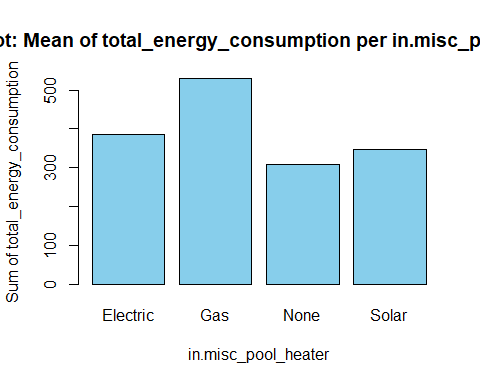 ot: Mean of total_energy_consumption per in.misc_p
Sum of total_energy_consumption
500
300
100
0
Electric Gas None Solar
in.misc_pool_heater